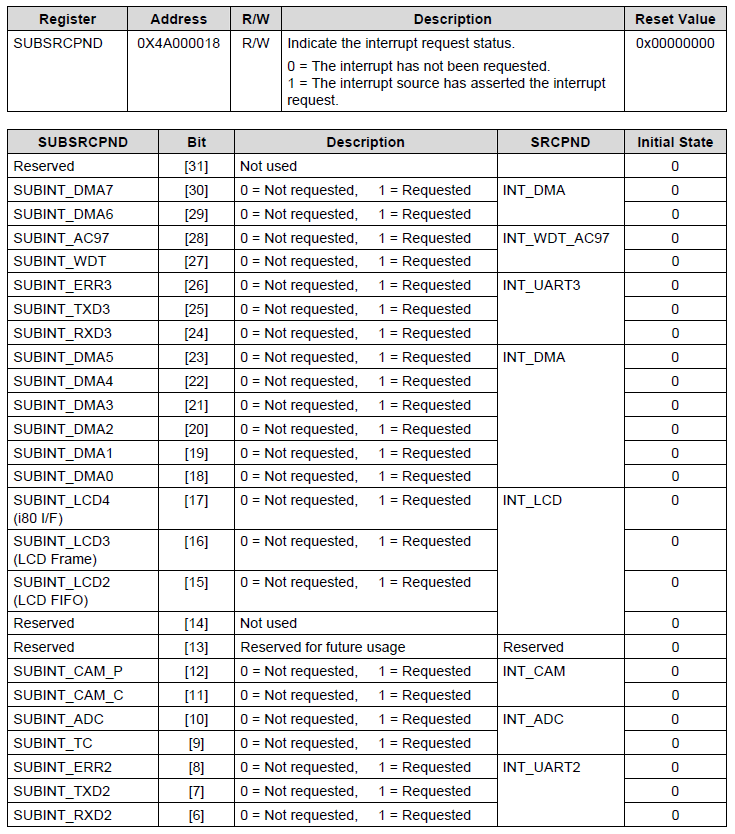 Register Address R/W Description Reset Value
SUBSRCPND 0X4A000018 R/W Indicate the interrupt request status. 0x00000000
0 = The interrupt has not been requested.
1 = The interrupt source has asserted the interrupt
request.
SUBSRCPND Bit Description SRCPND Initial State
Reserved [31] Not used 0
SUBINT_DMA7 [30] 0 = Not requested, 1 = Requested INT_DMA 0
SUBINT_DMA6 [29] 0 = Not requested, 1 = Requested 0
SUBINT_AC97 [28] 0 = Not requested, 1 = Requested INT_WDT_AC97 0
SUBINT_WDT [27] 0 = Not requested, 1 = Requested 0
SUBINT_ERR3 [26] 0 = Not requested, 1 = Requested INT_UART3 0
SUBINT_TXD3 [25] 0 = Not requested, 1 = Requested 0
SUBINT_RXD3 [24] 0 = Not requested, 1 = Requested 0
SUBINT_DMA5 [23] 0 = Not requested, 1 = Requested INT_DMA 0
SUBINT_DMA4 [22] 0 = Not requested, 1 = Requested 0
SUBINT_DMA3 [21] 0 = Not requested, 1 = Requested 0
SUBINT_DMA2 [20] 0 = Not requested, 1 = Requested 0
SUBINT_DMA1 [19] 0 = Not requested, 1 = Requested 0
SUBINT_DMA0 [18] 0 = Not requested, 1 = Requested 0
SUBINT_LCD4 [17] 0 = Not requested, 1 = Requested INT_LCD 0
(i80 I/F)
SUBINT_LCD3 [16] 0 = Not requested, 1 = Requested 0
(LCD Frame)
SUBINT_LCD2 [15] 0 = Not requested, 1 = Requested 0
(LCD FIFO)
Reserved [14] Not used 0
Reserved [13] Reserved for future usage Reserved 0
SUBINT_CAM_P [12] 0 = Not requested, 1 = Requested INT_CAM 0
SUBINT_CAM_C [11] 0 = Not requested, 1 = Requested 0
SUBINT_ADC [10] 0 = Not requested, 1 = Requested INT_ADC 0
SUBINT_TC [9] 0 = Not requested, 1 = Requested 0
SUBINT_ERR2 [8] 0 = Not requested, 1 = Requested INT_UART2 0
SUBINT_TXD2 [7] 0 = Not requested, 1 = Requested 0
SUBINT_RXD2 [6] 0 = Not requested, 1 = Requested 0